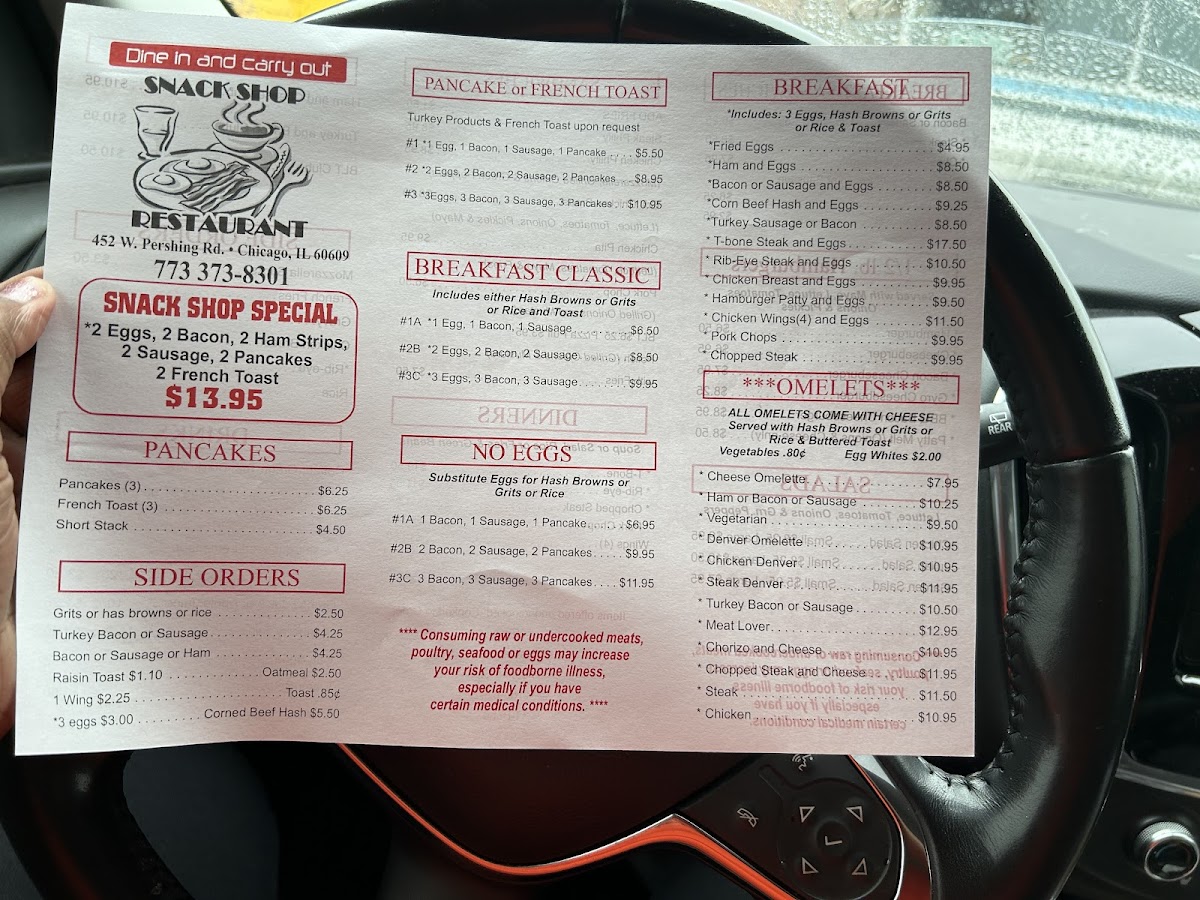 Dine in and carry out
SNACK SHOP
RESTAURANT
452 W. Pershing Rd. • Chicago, IL 60609
773 373-8301
SNACK SHOP SPECIAL
*2 Eggs, 2 Bacon, 2 Ham Strips,
2 Sausage, 2 Pancakes
2 French Toast
$13.95
PANCAKES
Pancakes (3) $6.25
French Toast (3) $6.25
Short Stack $4.50
SIDE ORDERS
Grits or has browns or rice $2.50
Turkey Bacon or Sausage $4.25
Bacon or Sausage or Ham $4.25
Raisin Toast $1.10 Oatmeal $2.50
1 Wing $2.25 Toast .85¢
*3 eggs $3.00 Corned Beef Hash $5.50
PANCAKE or FRENCH TOAST
Turkey Products & French Toast upon request
#1 *1 Egg, 1 Bacon, 1 Sausage, 1 Pancake $5.50
#2 *2 Eggs, 2 Bacon, 2 Sausage, 2 Pancakes $8.95
#3 *3Eggs, 3 Bacon, 3 Sausage, 3 Pancakes $10.95
BREAKFAST CLASSIC
Includes either Hash Browns or Grits
or Rice and Toast
#1A *1 Egg, 1 Bacon, 1 Sausage $6.50
#2B *2 Eggs, 2 Bacon, 2 Sausage $8.50
#3C *3 Eggs, 3 Bacon, 3 Sausage $9.95
NO EGGS
Substitute Eggs for Hash Browns or
Grits or Rice
#1A 1 Bacon, 1 Sausage, 1 Pancake $6.95
#2B 2 Bacon, 2 Sausage, 2 Pancakes $9.95
#3C 3 Bacon, 3 Sausage, 3 Pancakes $11.95
**** Consuming raw or undercooked meats,
poultry, seafood or eggs may increase
your risk of foodborne illness,
especially if you have
certain medical conditions. ****
BREAKFAST
*Includes: 3 Eggs, Hash Browns or Grits
or Rice & Toast
*Fried Eggs $4.95
*Ham and Eggs $8.50
*Bacon or Sausage and Eggs $8.50
*Corn Beef Hash and Eggs $9.25
*Turkey Sausage or Bacon $8.50
* T-bone Steak and Eggs $17.50
* Rib-Eye Steak and Eggs $10.50
* Chicken Breast and Eggs $9.95
* Hamburger Patty and Eggs $9.50
* Chicken Wings(4) and Eggs $11.50
* Pork Chops $9.95
* Chopped Steak $9.95
***OMELETS***
ALL OMELETS COME WITH CHEESE
Served with Hash Browns or Grits or
Rice & Buttered Toast
Vegetables .80¢ Egg Whites $2.00
* Cheese Omelette $7.95
* Ham or Bacon or Sausage $10.25
* Vegetarian $9.50
* Denver Omelette $10.95
* Chicken Denver $10.95
* Steak Denver $11.95
* Turkey Bacon or Sausage $10.50
* Meat Lover $12.95
* Chorizo and Cheese $10.95
* Chopped Steak and Cheese $11.95
* Steak $11.50
* Chicken $10.95
REAR